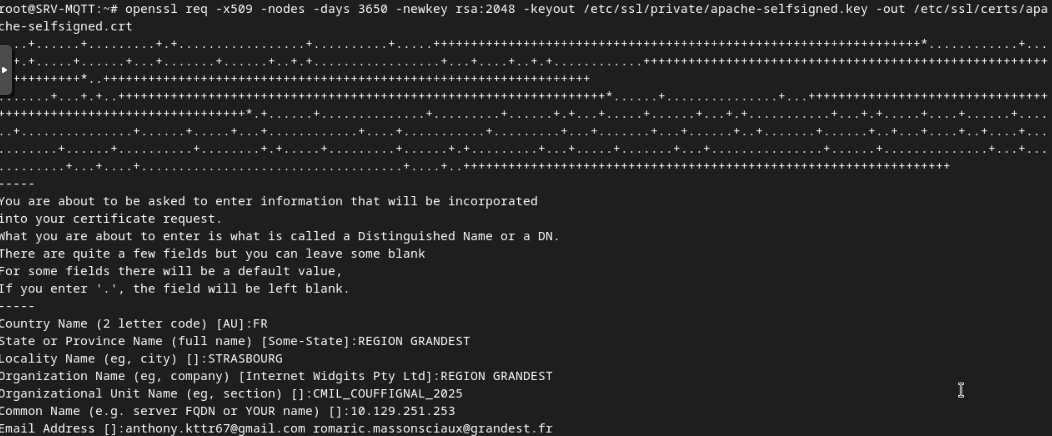 root@SRV-MQTT:~# openssl req -x509 -nodes -days 3650 -newkey rsa:2048 -keyout /etc/ssl/private/apache-selfsigned.key -out /etc/ssl/certs/apa
che-selfsigned.crt
-----
You are about to be asked to enter information that will be incorporated
into your certificate request.
What you are about to enter is what is called a Distinguished Name or a DN.
There are quite a few fields but you can leave some blank
For some fields there will be a default value,
If you enter '.', the field will be left blank.
-----
Country Name (2 letter code) [AU]:FR
State or Province Name (full name) [Some-State]:REGION GRANDEST
Locality Name (eg, city) []:STRASBOURG
Organization Name (eg, company) [Internet Widgits Pty Ltd]:REGION GRANDEST
Organizational Unit Name (eg, section) []:CMIL_COUFFIGNAL_2025
Common Name (e.g. server FQDN or YOUR name) []:10.129.251.253
Email Address []:anthony.kttr67@gmail.com romaric.massonsciaux@grandest.fr